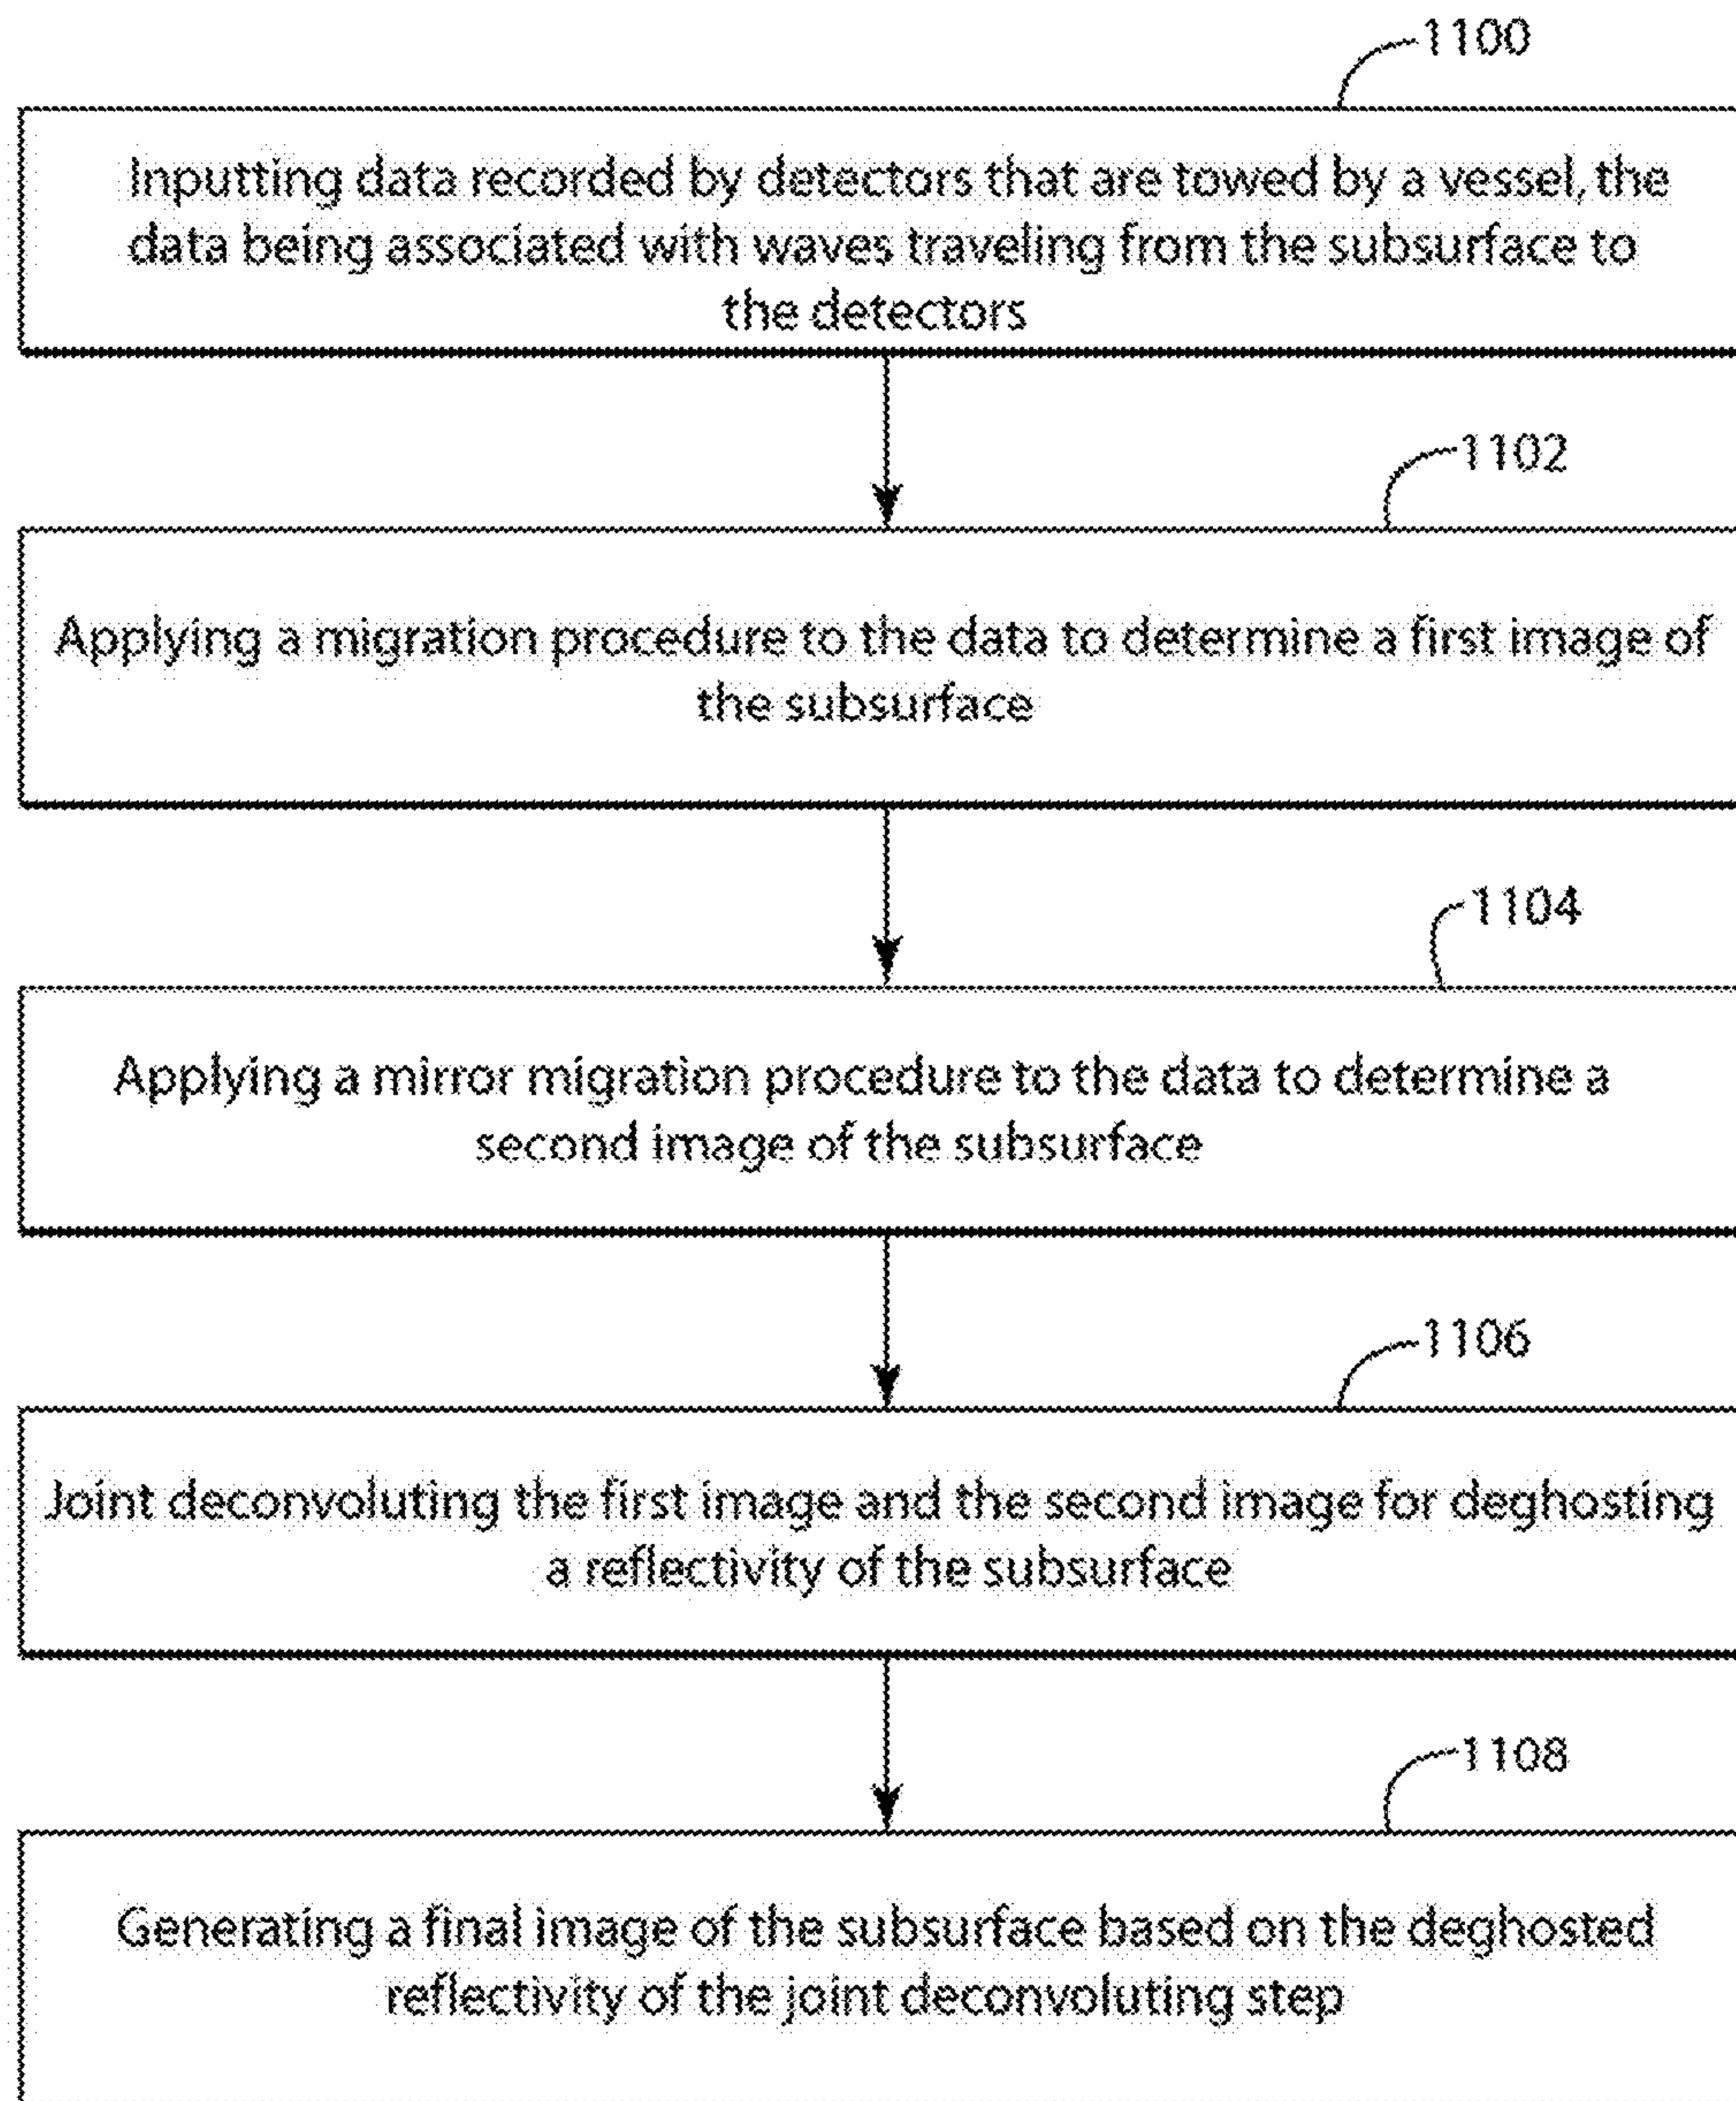 1100
Inputting data recorded by detectors that are towed by a vessel, the
data being associated with waves traveling from the subsurface to
the detectors
1102
Applying a migration procedure to the data to determine a first image of
the subsurface
1104
Applying a mirror migration procedure to the data to determine a
second image of the subsurface
1106
Joint deconvoluting the first image and the second image for deghosting
a reflectivity of the subsurface
1108
Generating a final image of the subsurface based on the deghosted
reflectivity of the joint deconvoluting step